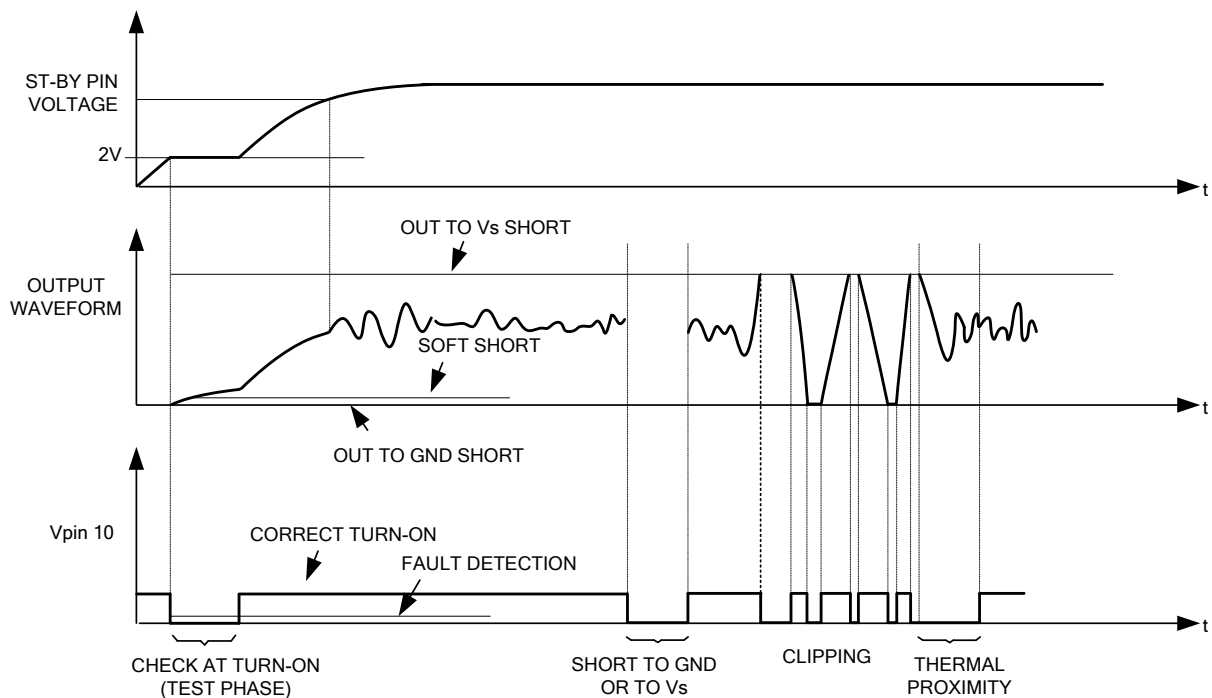 ST-BY PIN
VOLTAGE
2V
t
OUT TO Vs SHORT
OUTPUT
WAVEFORM
SOFT SHORT
t
OUT TO GND SHORT
Vpin 10
CORRECT TURN-ON
FAULT DETECTION
t
CHECK AT TURN-ON
(TEST PHASE)
SHORT TO GND
OR TO Vs
CLIPPING
THERMAL
PROXIMITY